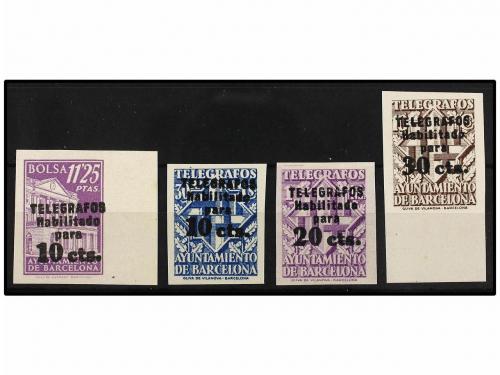 BOLSA 11'25
PTAS.
TELEGRAFOS
Habilitado
para
10 cts.
AYUNTAMIENTO
DE BARCELONA
TELEGRAFOS
TELEGRAFOS
Habilitado
para
10 cts.
AYUNTAMIENTO
DE BARCELONA
OLIVA DE VILANOVA - BARCELONA
TELEGRAFOS
TELEGRAFOS
Habilitado
para
20 cts.
AYUNTAMIENTO
DE BARCELONA
OLIVA DE VILANOVA - BARCELONA
TELEGRAFOS
TELEGRAFOS
Habilitado
para
30 cts.
AYUNTAMIENTO
DE BARCELONA
OLIVA DE VILANOVA - BARCELONA